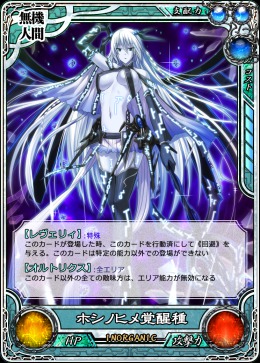 無機
人間
支配力
コスト
【レヴェリィ】：特殊
このカードが登場した時、このカードを行動済にして《回避》を
与える。このカードは特定の能力以外での登場ができない
【オルトリクス】：全エリア
このカード以外の全ての敵味方は、エリア能力が無効になる
ホシノヒメ覚醒種
HP
INORGANIC
攻撃力